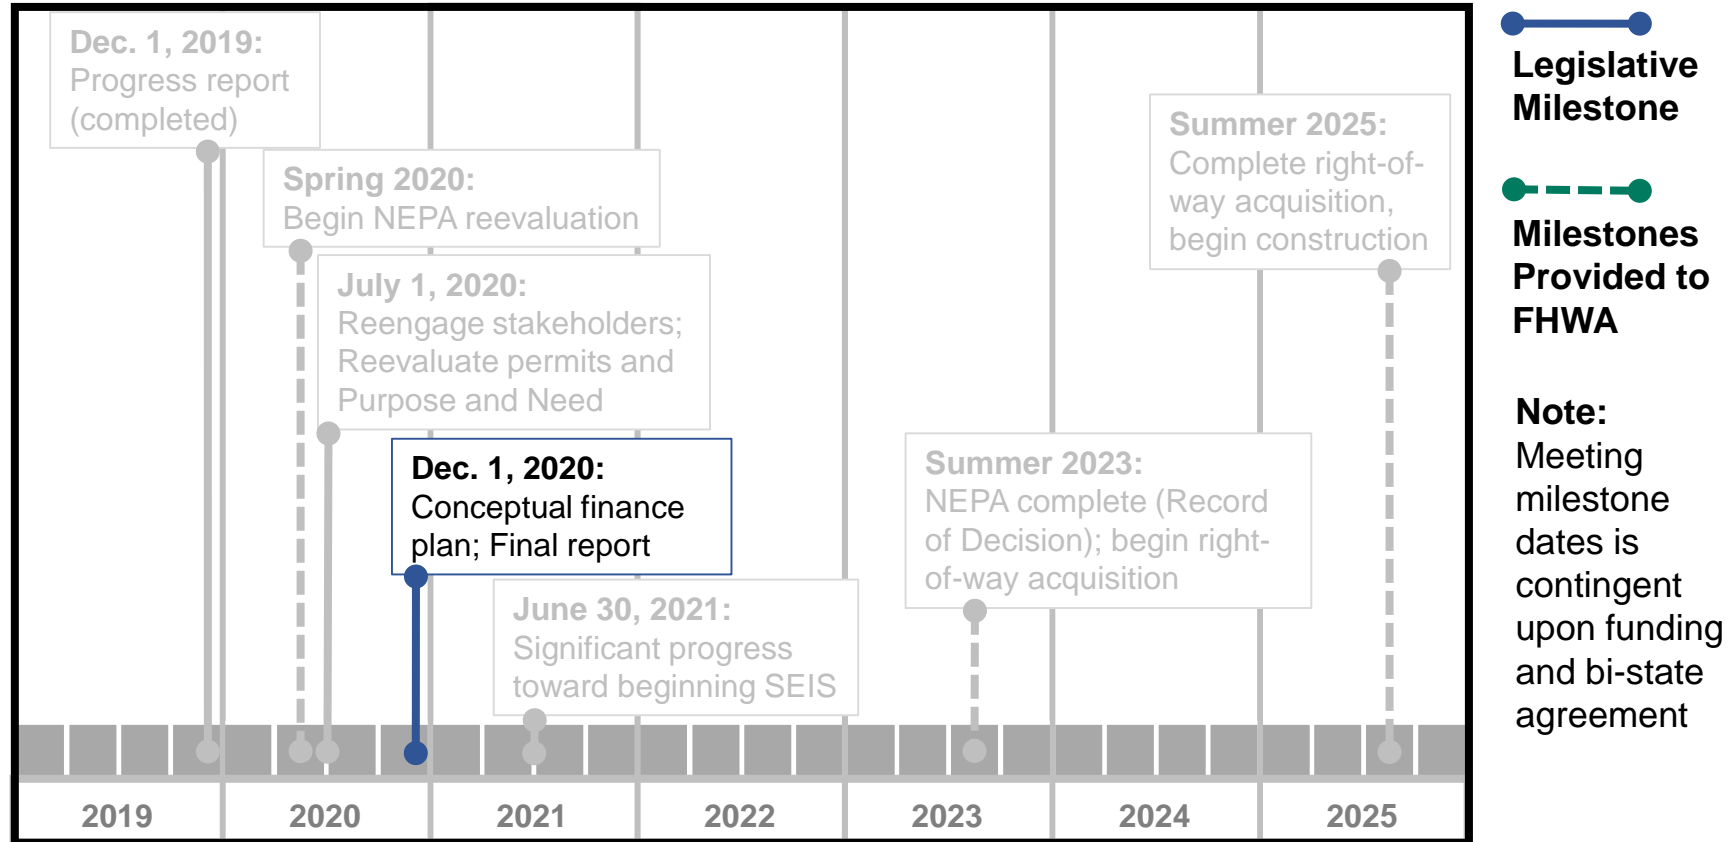 Dec. 1, 2019:
Progress report
(completed)
Spring 2020:
Begin NEPA reevaluation
July 1, 2020:
Reengage stakeholders;
Reevaluate permits and
Purpose and Need
Dec. 1, 2020:
Conceptual finance
plan; Final report
June 30, 2021:
Significant progress
toward beginning SEIS
Summer 2023:
NEPA complete (Record
of Decision); begin right-
of-way acquisition
Summer 2025:
Complete right-of-
way acquisition,
begin construction
2019 2020 2021 2022 2023 2024 2025
Legislative
Milestone
Milestones
Provided to
FHWA
Note:
Meeting
milestone
dates is
contingent
upon funding
and bi-state
agreement